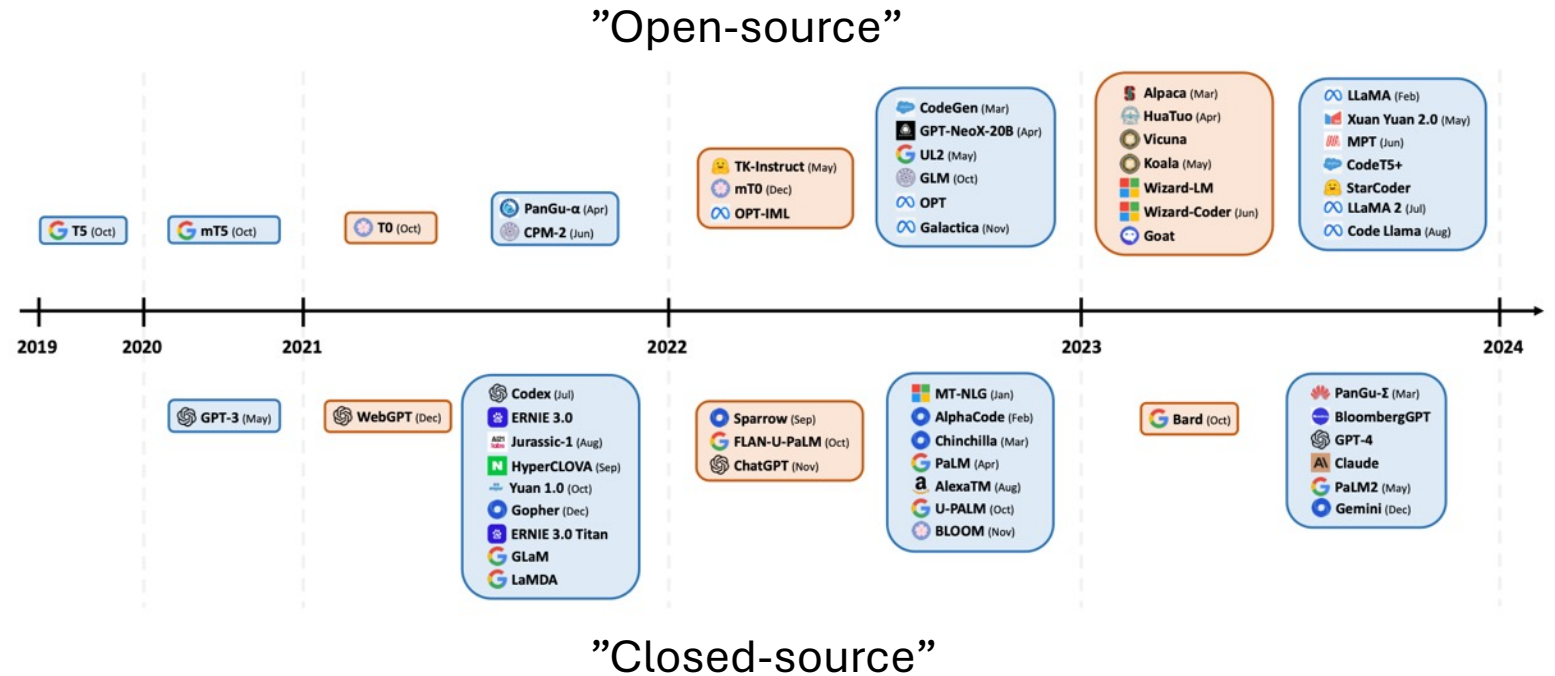 ”Open-source”
T5 (Oct)
mT5 (Oct)
T0 (Oct)
PanGu-α (Apr)
CPM-2 (Jun)
TK-Instruct (May)
mT0 (Dec)
OPT-IML
CodeGen (Mar)
GPT-NeoX-20B (Apr)
UL2 (May)
GLM (Oct)
OPT
Galactica (Nov)
Alpaca (Mar)
HuaTuo (Apr)
Vicuna
Koala (May)
Wizard-LM
Wizard-Coder (Jun)
Goat
LLaMA (Feb)
Xuan Yuan 2.0 (May)
MPT (Jun)
CodeT5+
StarCoder
LLaMA 2 (Jul)
Code Llama (Aug)
2019 2020 2021 2022 2023 2024
GPT-3 (May)
WebGPT (Dec)
Codex (Jul)
ERNIE 3.0
AI21 labs Jurassic-1 (Aug)
N HyperCLOVA (Sep)
Yuan 1.0 (Oct)
Gopher (Dec)
ERNIE 3.0 Titan
GLaM
LaMDA
Sparrow (Sep)
FLAN-U-PaLM (Oct)
ChatGPT (Nov)
MT-NLG (Jan)
AlphaCode (Feb)
Chinchilla (Mar)
PaLM (Apr)
a AlexaTM (Aug)
U-PALM (Oct)
BLOOM (Nov)
Bard (Oct)
PanGu-Σ (Mar)
BloombergGPT
GPT-4
A\ Claude
PaLM2 (May)
Gemini (Dec)
”Closed-source”